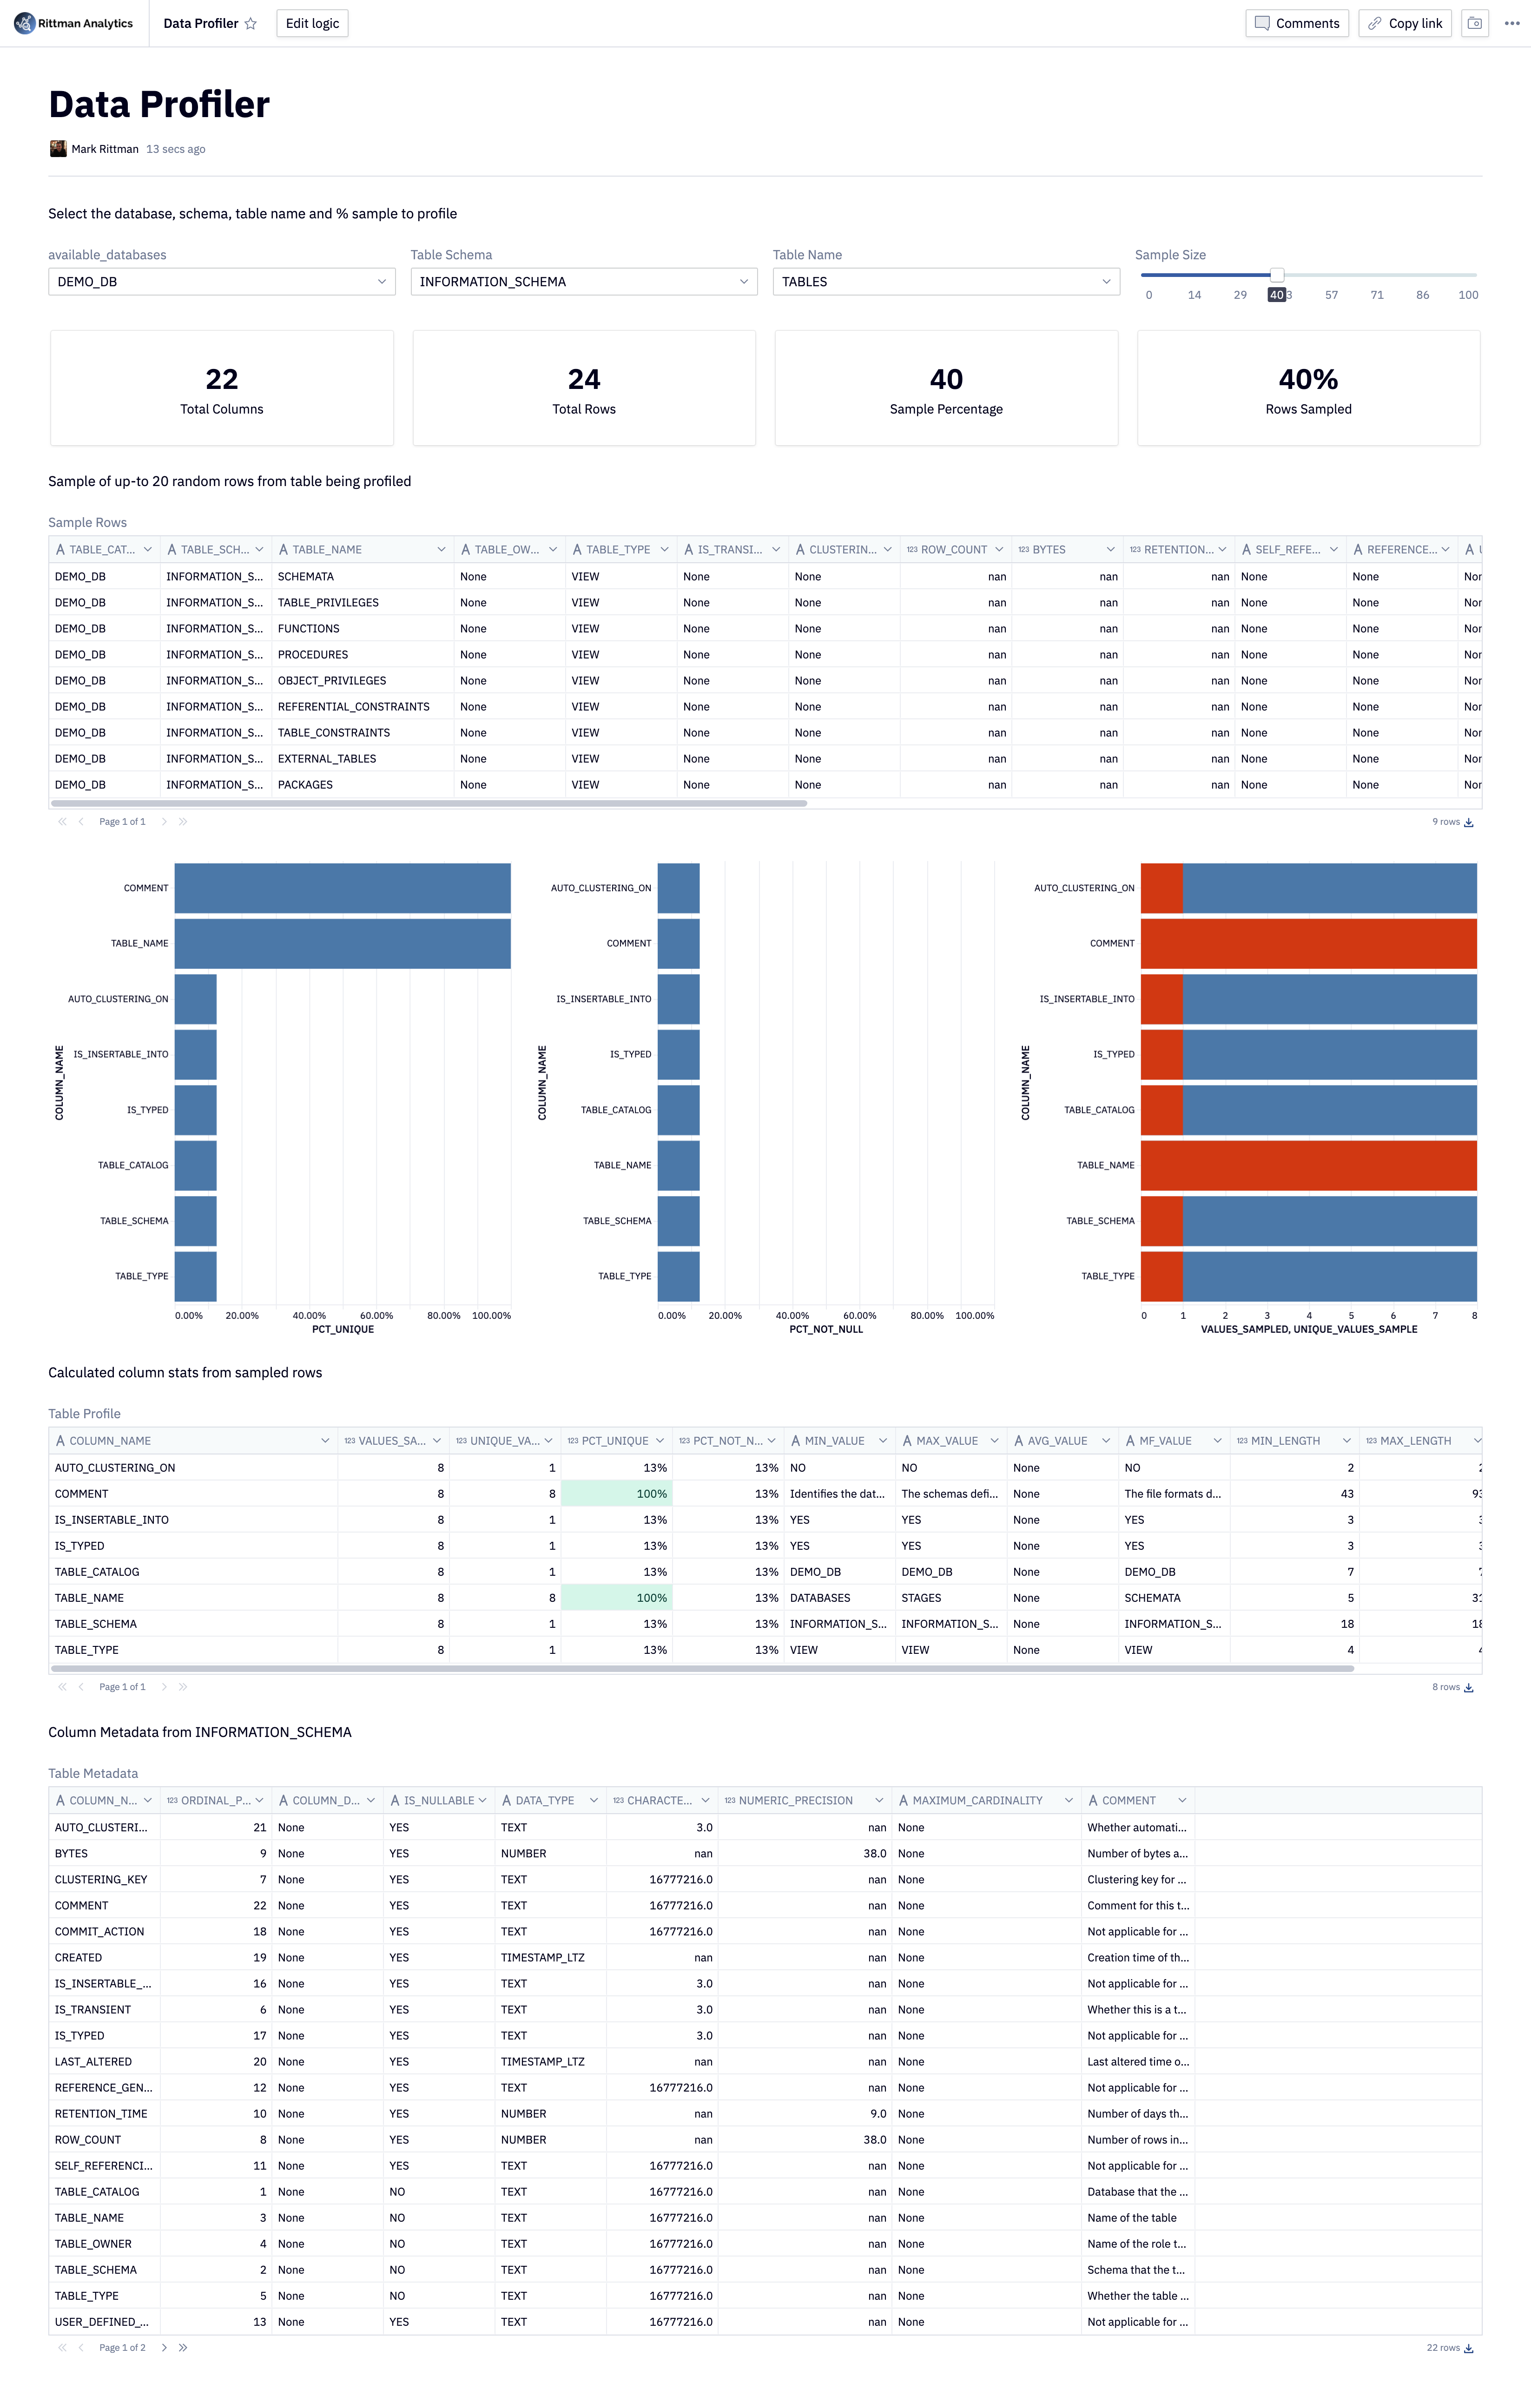 Rittman Analytics Data Profiler Edit logic Comments Copy link
Data Profiler
Mark Rittman 13 secs ago
Select the database, schema, table name and % sample to profile
available_databases Table Schema Table Name Sample Size
DEMO_DB INFORMATION_SCHEMA TABLES
0 14 29 40 3 57 71 86 100
22 24 40 40%
Total Columns Total Rows Sample Percentage Rows Sampled
Sample of up-to 20 random rows from table being profiled
Sample Rows
A TABLE_CAT... A TABLE_SCH... A TABLE_NAME A TABLE_OW... A TABLE_TYPE A IS_TRANSI... A CLUSTERIN... 123 ROW_COUNT 123 BYTES 123 RETENTION... A SELF_REFE... A REFERENCE... A
DEMO_DB INFORMATION_S... SCHEMATA None VIEW None None nan nan nan None None
DEMO_DB INFORMATION_S... TABLE_PRIVILEGES None VIEW None None nan nan nan None None
DEMO_DB INFORMATION_S... FUNCTIONS None VIEW None None nan nan nan None None
DEMO_DB INFORMATION_S... PROCEDURES None VIEW None None nan nan nan None None
DEMO_DB INFORMATION_S... OBJECT_PRIVILEGES None VIEW None None nan nan nan None None
DEMO_DB INFORMATION_S... REFERENTIAL_CONSTRAINTS None VIEW None None nan nan nan None None
DEMO_DB INFORMATION_S... TABLE_CONSTRAINTS None VIEW None None nan nan nan None None
DEMO_DB INFORMATION_S... EXTERNAL_TABLES None VIEW None None nan nan nan None None
DEMO_DB INFORMATION_S... PACKAGES None VIEW None None nan nan nan None None
Page 1 of 1 9 rows
COLUMN_NAME
COMMENT
TABLE_NAME
AUTO_CLUSTERING_ON
IS_INSERTABLE_INTO
IS_TYPED
TABLE_CATALOG
TABLE_SCHEMA
TABLE_TYPE
0.00% 20.00% 40.00% 60.00% 80.00% 100.00%
PCT_UNIQUE
COLUMN_NAME
AUTO_CLUSTERING_ON
COMMENT
IS_INSERTABLE_INTO
IS_TYPED
TABLE_CATALOG
TABLE_NAME
TABLE_SCHEMA
TABLE_TYPE
0.00% 20.00% 40.00% 60.00% 80.00% 100.00%
PCT_NOT_NULL
COLUMN_NAME
AUTO_CLUSTERING_ON
COMMENT
IS_INSERTABLE_INTO
IS_TYPED
TABLE_CATALOG
TABLE_NAME
TABLE_SCHEMA
TABLE_TYPE
0 1 2 3 4 5 6 7 8
VALUES_SAMPLED, UNIQUE_VALUES_SAMPLE
Calculated column stats from sampled rows
Table Profile
A COLUMN_NAME 123 VALUES_SA... 123 UNIQUE_VA... 123 PCT_UNIQUE 123 PCT_NOT_N... A MIN_VALUE A MAX_VALUE A AVG_VALUE A MF_VALUE 123 MIN_LENGTH 123 MAX_LENGTH
AUTO_CLUSTERING_ON 8 1 13% 13% NO NO None NO 2
COMMENT 8 8 100% 13% Identifies the dat... The schemas defi... None The file formats d... 43
IS_INSERTABLE_INTO 8 1 13% 13% YES YES None YES 3
IS_TYPED 8 1 13% 13% YES YES None YES 3
TABLE_CATALOG 8 1 13% 13% DEMO_DB DEMO_DB None DEMO_DB 7
TABLE_NAME 8 8 100% 13% DATABASES STAGES None SCHEMATA 5
TABLE_SCHEMA 8 1 13% 13% INFORMATION_S... INFORMATION_S... None INFORMATION_S... 18
TABLE_TYPE 8 1 13% 13% VIEW VIEW None VIEW 4
Page 1 of 1 8 rows
Column Metadata from INFORMATION_SCHEMA
Table Metadata
A COLUMN_N... 123 ORDINAL_P... A COLUMN_D... A IS_NULLABLE A DATA_TYPE 123 CHARACTE... 123 NUMERIC_PRECISION A MAXIMUM_CARDINALITY A COMMENT
AUTO_CLUSTERI... 21 None YES TEXT 3.0 nan None Whether automati...
BYTES 9 None YES NUMBER nan 38.0 None Number of bytes a...
CLUSTERING_KEY 7 None YES TEXT 16777216.0 nan None Clustering key for ...
COMMENT 22 None YES TEXT 16777216.0 nan None Comment for this t...
COMMIT_ACTION 18 None YES TEXT 16777216.0 nan None Not applicable for ...
CREATED 19 None YES TIMESTAMP_LTZ nan nan None Creation time of th...
IS_INSERTABLE_... 16 None YES TEXT 3.0 nan None Not applicable for ...
IS_TRANSIENT 6 None YES TEXT 3.0 nan None Whether this is a t...
IS_TYPED 17 None YES TEXT 3.0 nan None Not applicable for ...
LAST_ALTERED 20 None YES TIMESTAMP_LTZ nan nan None Last altered time o...
REFERENCE_GEN... 12 None YES TEXT 16777216.0 nan None Not applicable for ...
RETENTION_TIME 10 None YES NUMBER nan 9.0 None Number of days th...
ROW_COUNT 8 None YES NUMBER nan 38.0 None Number of rows in...
SELF_REFERENCI... 11 None YES TEXT 16777216.0 nan None Not applicable for ...
TABLE_CATALOG 1 None NO TEXT 16777216.0 nan None Database that the ...
TABLE_NAME 3 None NO TEXT 16777216.0 nan None Name of the table
TABLE_OWNER 4 None NO TEXT 16777216.0 nan None Name of the role t...
TABLE_SCHEMA 2 None NO TEXT 16777216.0 nan None Schema that the t...
TABLE_TYPE 5 None NO TEXT 16777216.0 nan None Whether the table ...
USER_DEFINED_... 13 None YES TEXT 16777216.0 nan None Not applicable for ...
Page 1 of 2 22 rows